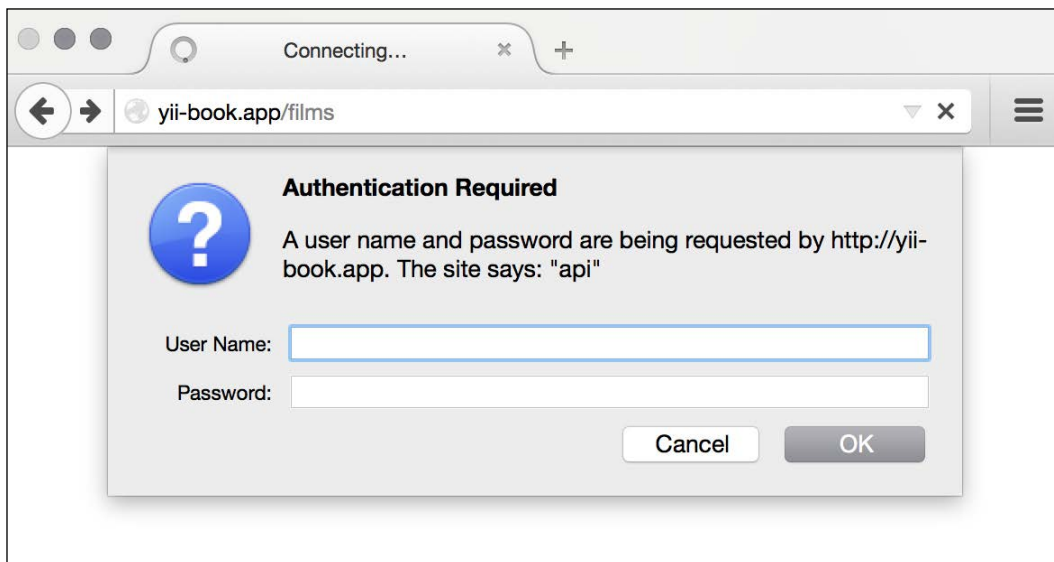 Connecting...
yii-book.app/films
Authentication Required
A user name and password are being requested by http://yii-
book.app. The site says: "api"
User Name:
Password:
Cancel OK